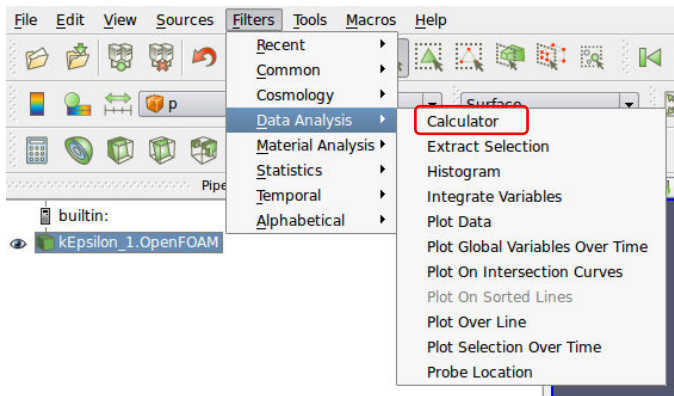 File Edit View Sources Filters Tools Macros Help
Recent
Common
Cosmology
Data Analysis
Material Analysis
Statistics
Temporal
Alphabetical
p
Surface
Calculator
Extract Selection
Histogram
Integrate Variables
Plot Data
Plot Global Variables Over Time
Plot On Intersection Curves
Plot On Sorted Lines
Plot Over Line
Plot Selection Over Time
Probe Location
Pipe
builtin:
kEpsilon_1.OpenFOAM